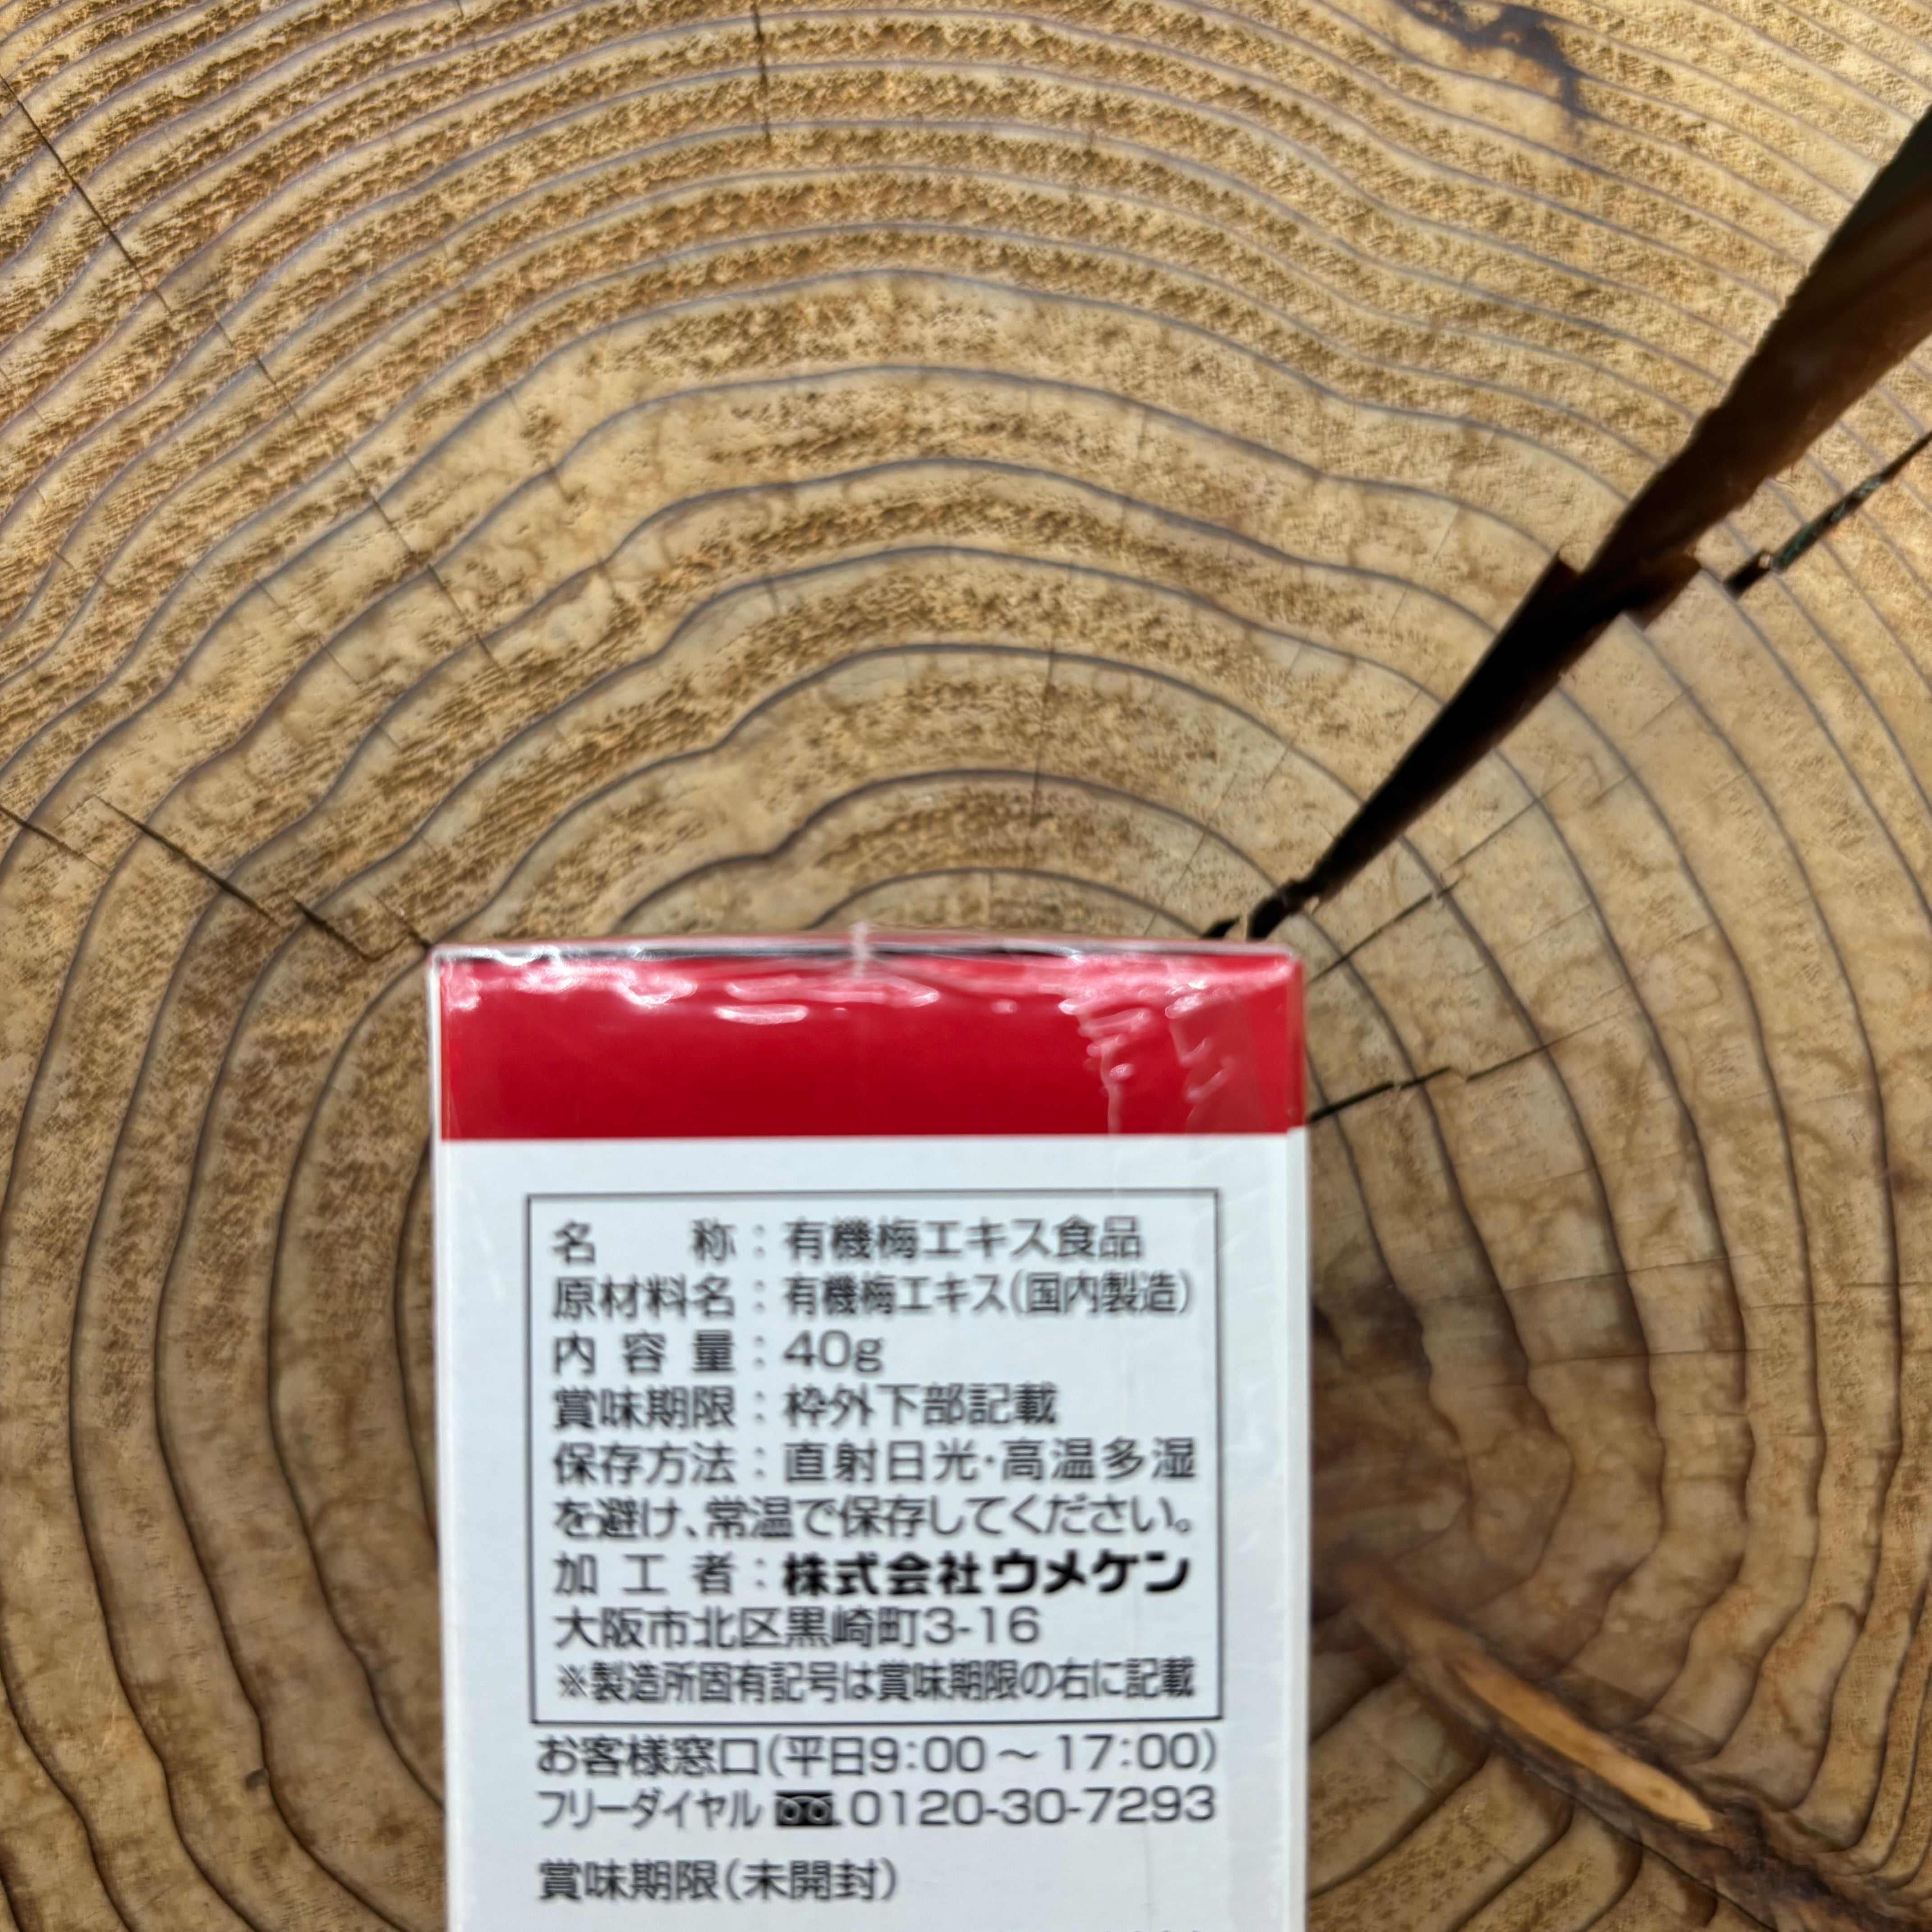 名 称：有機梅エキス食品
原材料名：有機梅エキス（国内製造）
内容量：40g
賞味期限：枠外下部記載
保存方法：直射日光・高温多湿
を避け、常温で保存してください。
加工者：株式会社ウメケン
大阪市北区黒崎町3-16
※製造所固有記号は賞味期限の右に記載
お客様窓口（平日9：00〜17：00）
フリーダイヤル 0120-30-7293
賞味期限（未開封）